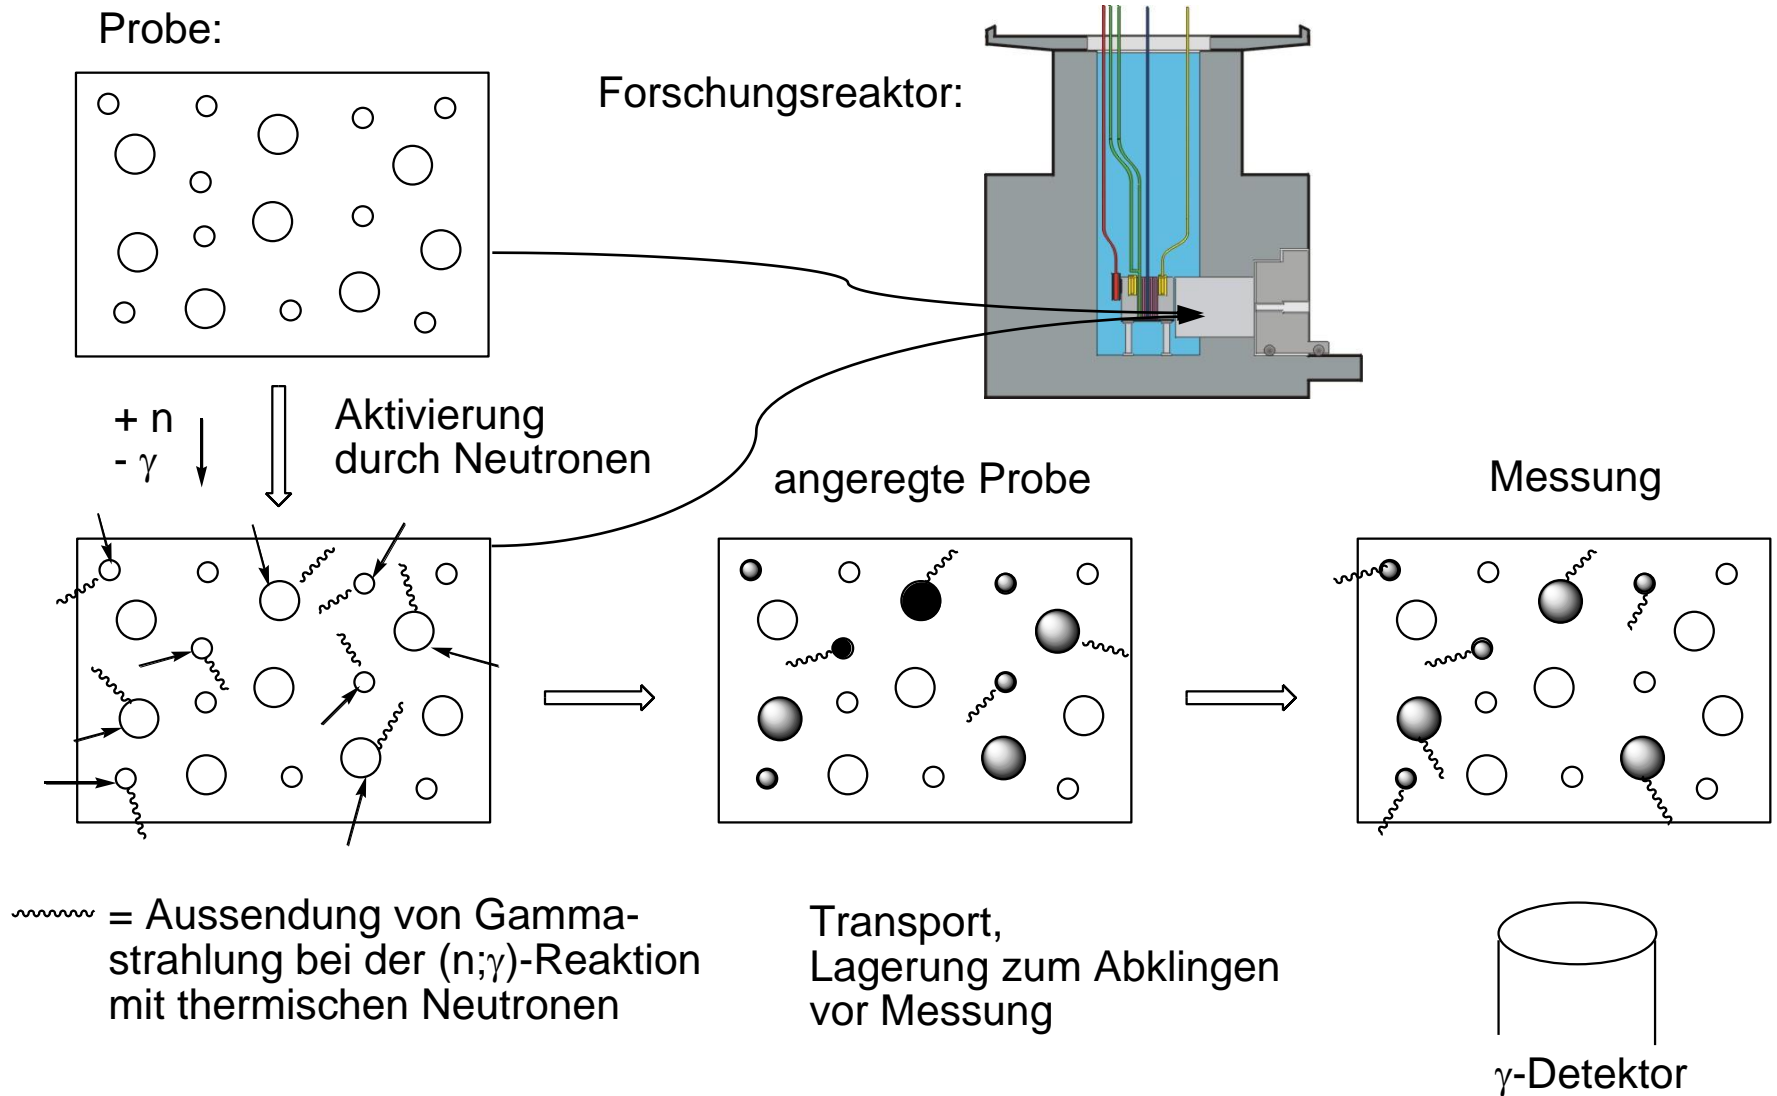 Probe:
Forschungsreaktor:
+ n
- γ
Aktivierung
durch Neutronen
angeregte Probe
Messung
= Aussendung von Gamma-
strahlung bei der (n;γ)-Reaktion
mit thermischen Neutronen
Transport,
Lagerung zum Abklingen
vor Messung
γ-Detektor